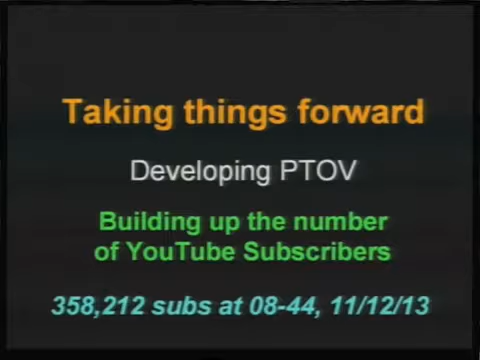 Taking things forward
Developing PTOV
Building up the number
of YouTube Subscribers
358,212 subs at 08-44, 11/12/13